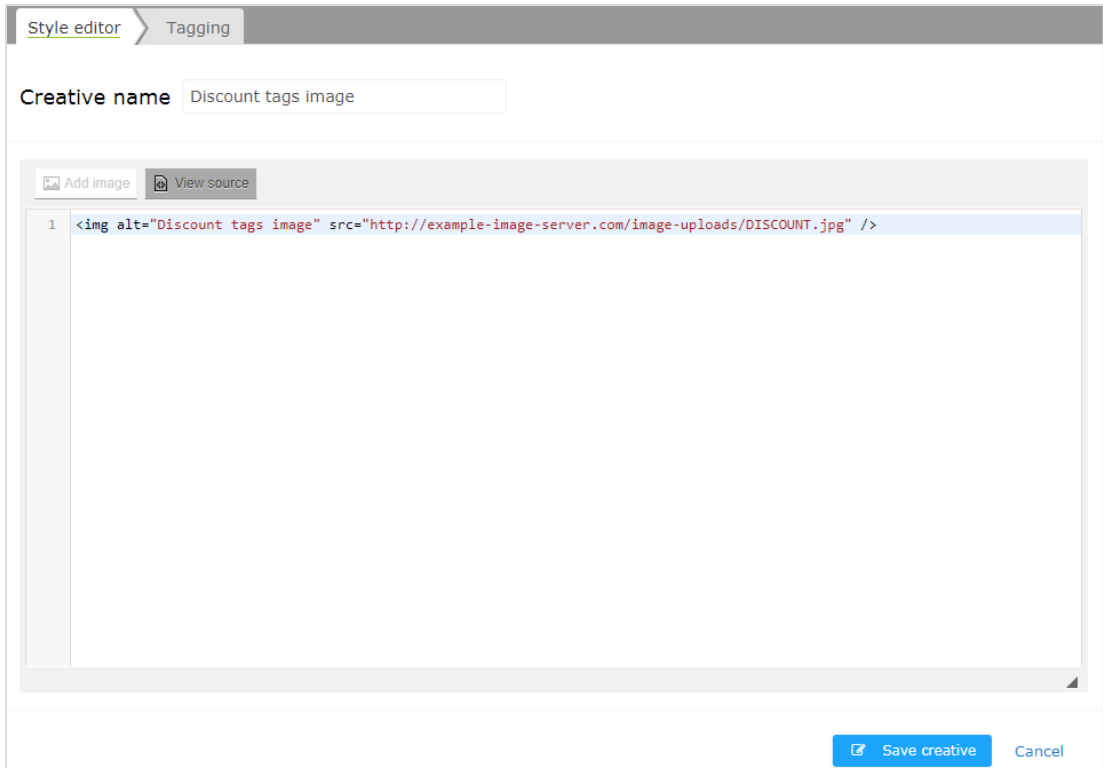 Style editor Tagging
Creative name Discount tags image
Add image View source
1 <img alt="Discount tags image" src="http://example-image-server.com/image-uploads/DISCOUNT.jpg" />
Save creative Cancel